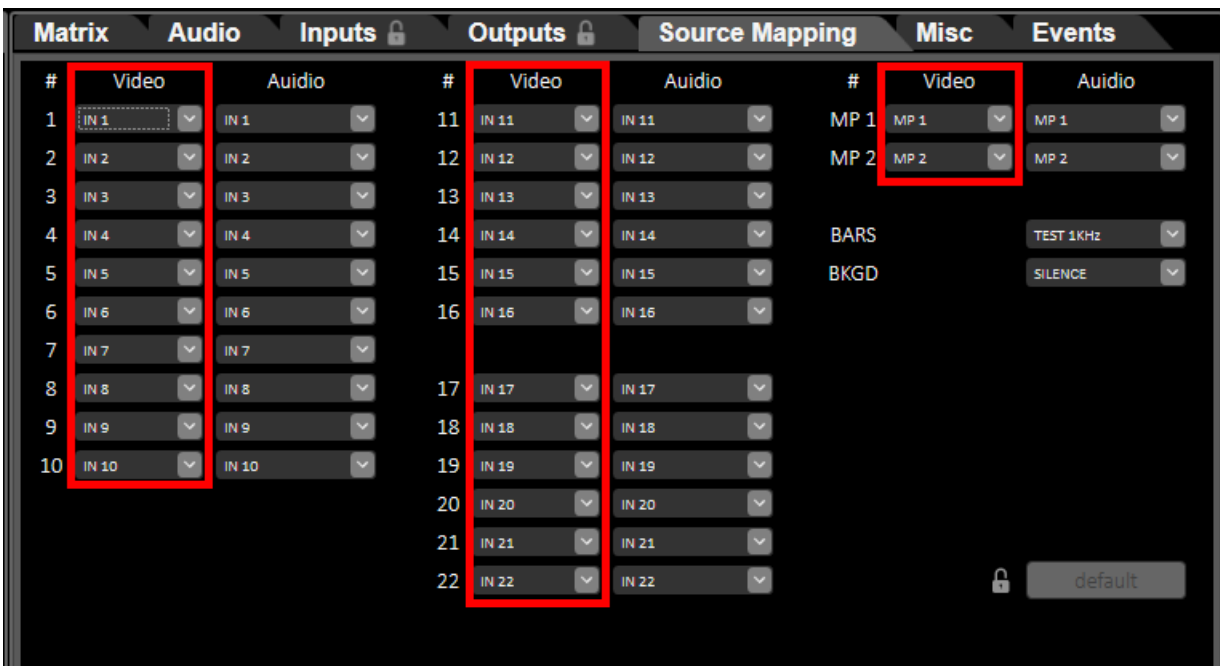 Matrix Audio Inputs Outputs Source Mapping Misc Events
# Video Auidio # Video Auidio # Video Auidio
1 IN 1 IN 1 11 IN 11 IN 11 MP 1 MP 1 MP 1
2 IN 2 IN 2 12 IN 12 IN 12 MP 2 MP 2 MP 2
3 IN 3 IN 3 13 IN 13 IN 13
4 IN 4 IN 4 14 IN 14 IN 14 BARS TEST 1KHz
5 IN 5 IN 5 15 IN 15 IN 15 BKGD SILENCE
6 IN 6 IN 6 16 IN 16 IN 16
7 IN 7 IN 7
8 IN 8 IN 8 17 IN 17 IN 17
9 IN 9 IN 9 18 IN 18 IN 18
10 IN 10 IN 10 19 IN 19 IN 19
20 IN 20 IN 20
21 IN 21 IN 21
22 IN 22 IN 22 default